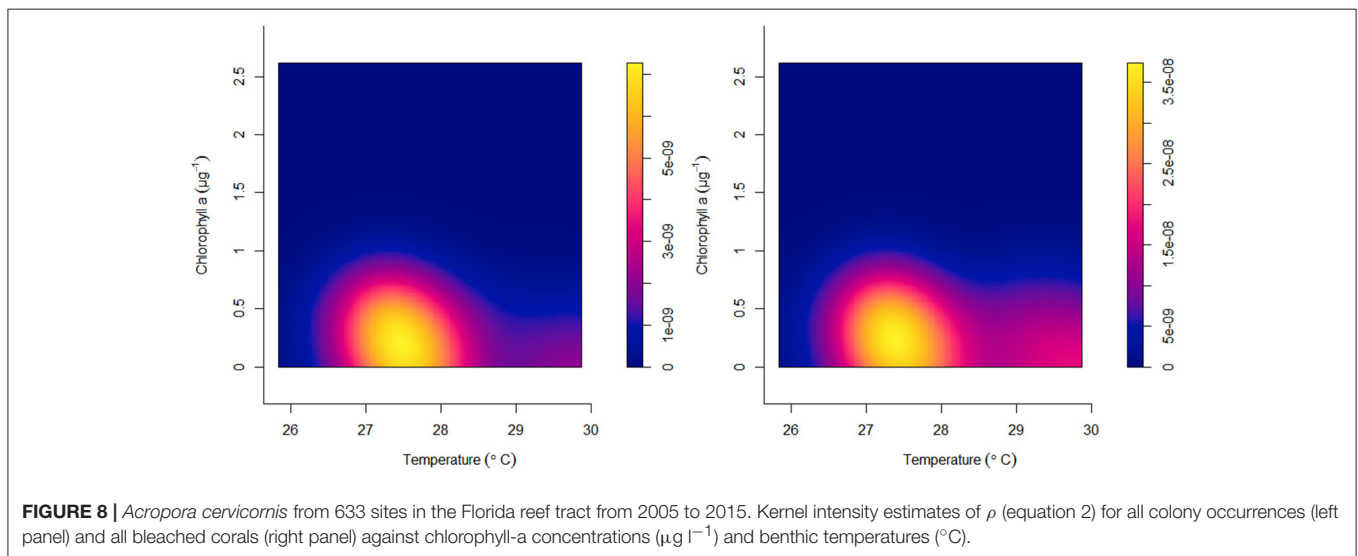 2.5
2
1.5
1
0.5
0
Chlorophyll a (µg⁻¹)
26 27 28 29 30
Temperature (° C)
5e-09
3e-09
1e-09
0
2.5
2
1.5
1
0.5
0
Chlorophyll a (µg⁻¹)
26 27 28 29 30
Temperature (° C)
3.5e-08
2.5e-08
1.5e-08
5e-09
0
FIGURE 8 | Acropora cervicornis from 633 sites in the Florida reef tract from 2005 to 2015. Kernel intensity estimates of ρ (equation 2) for all colony occurrences (left
panel) and all bleached corals (right panel) against chlorophyll-a concentrations (µg l⁻¹) and benthic temperatures (°C).